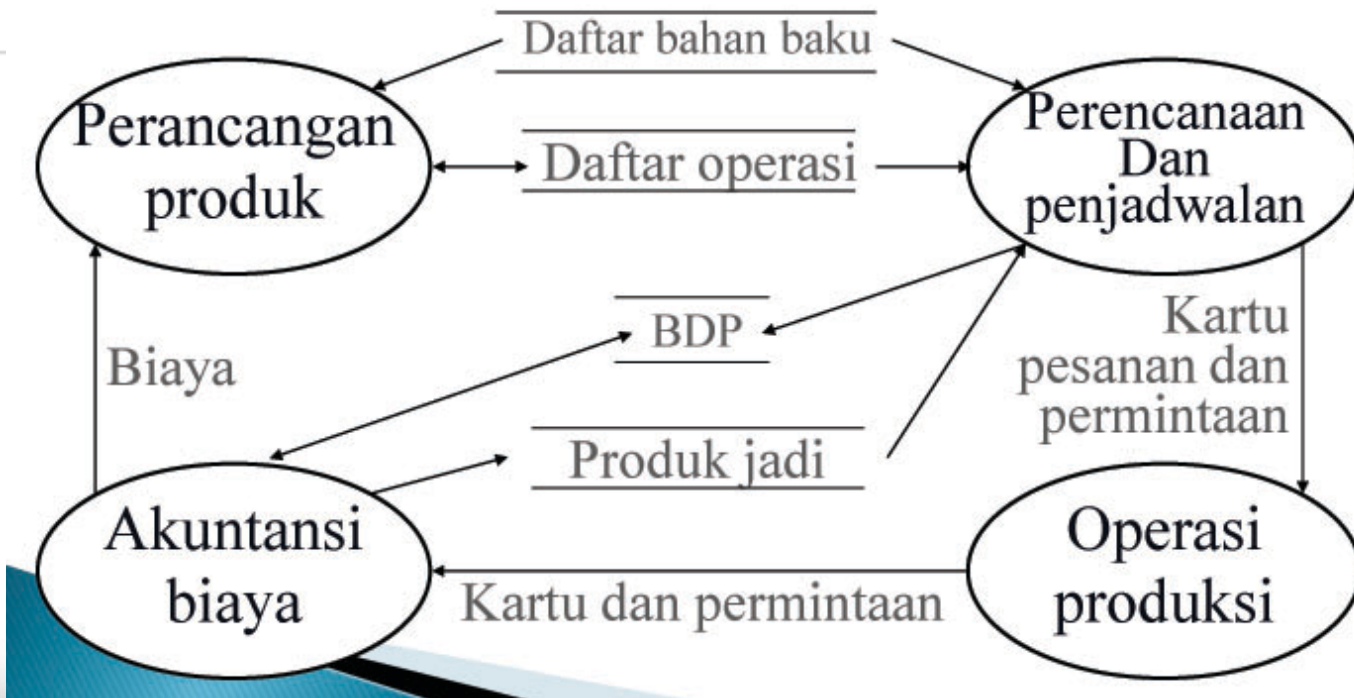 Daftar bahan baku
Perancangan
produk
Daftar operasi
Perencanaan
Dan
penjadwalan
BDP
Biaya
Kartu
pesanan dan
permintaan
Produk jadi
Akuntansi
biaya
Kartu dan permintaan
Operasi
produksi